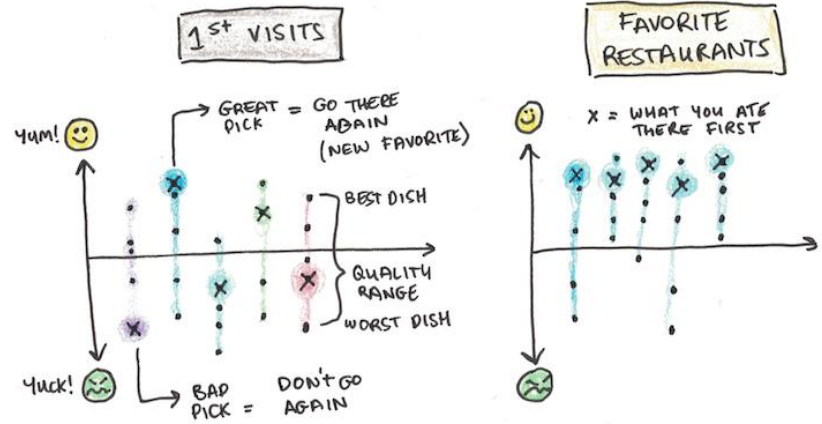 1st VISITS
Yum!
GREAT = GO THERE
PICK AGAIN
(NEW FAVORITE)
BEST DISH
QUALITY
RANGE
WORST DISH
Yuck!
BAD DON'T GO
PICK = AGAIN
FAVORITE
RESTAURANTS
X = WHAT YOU ATE
THERE FIRST